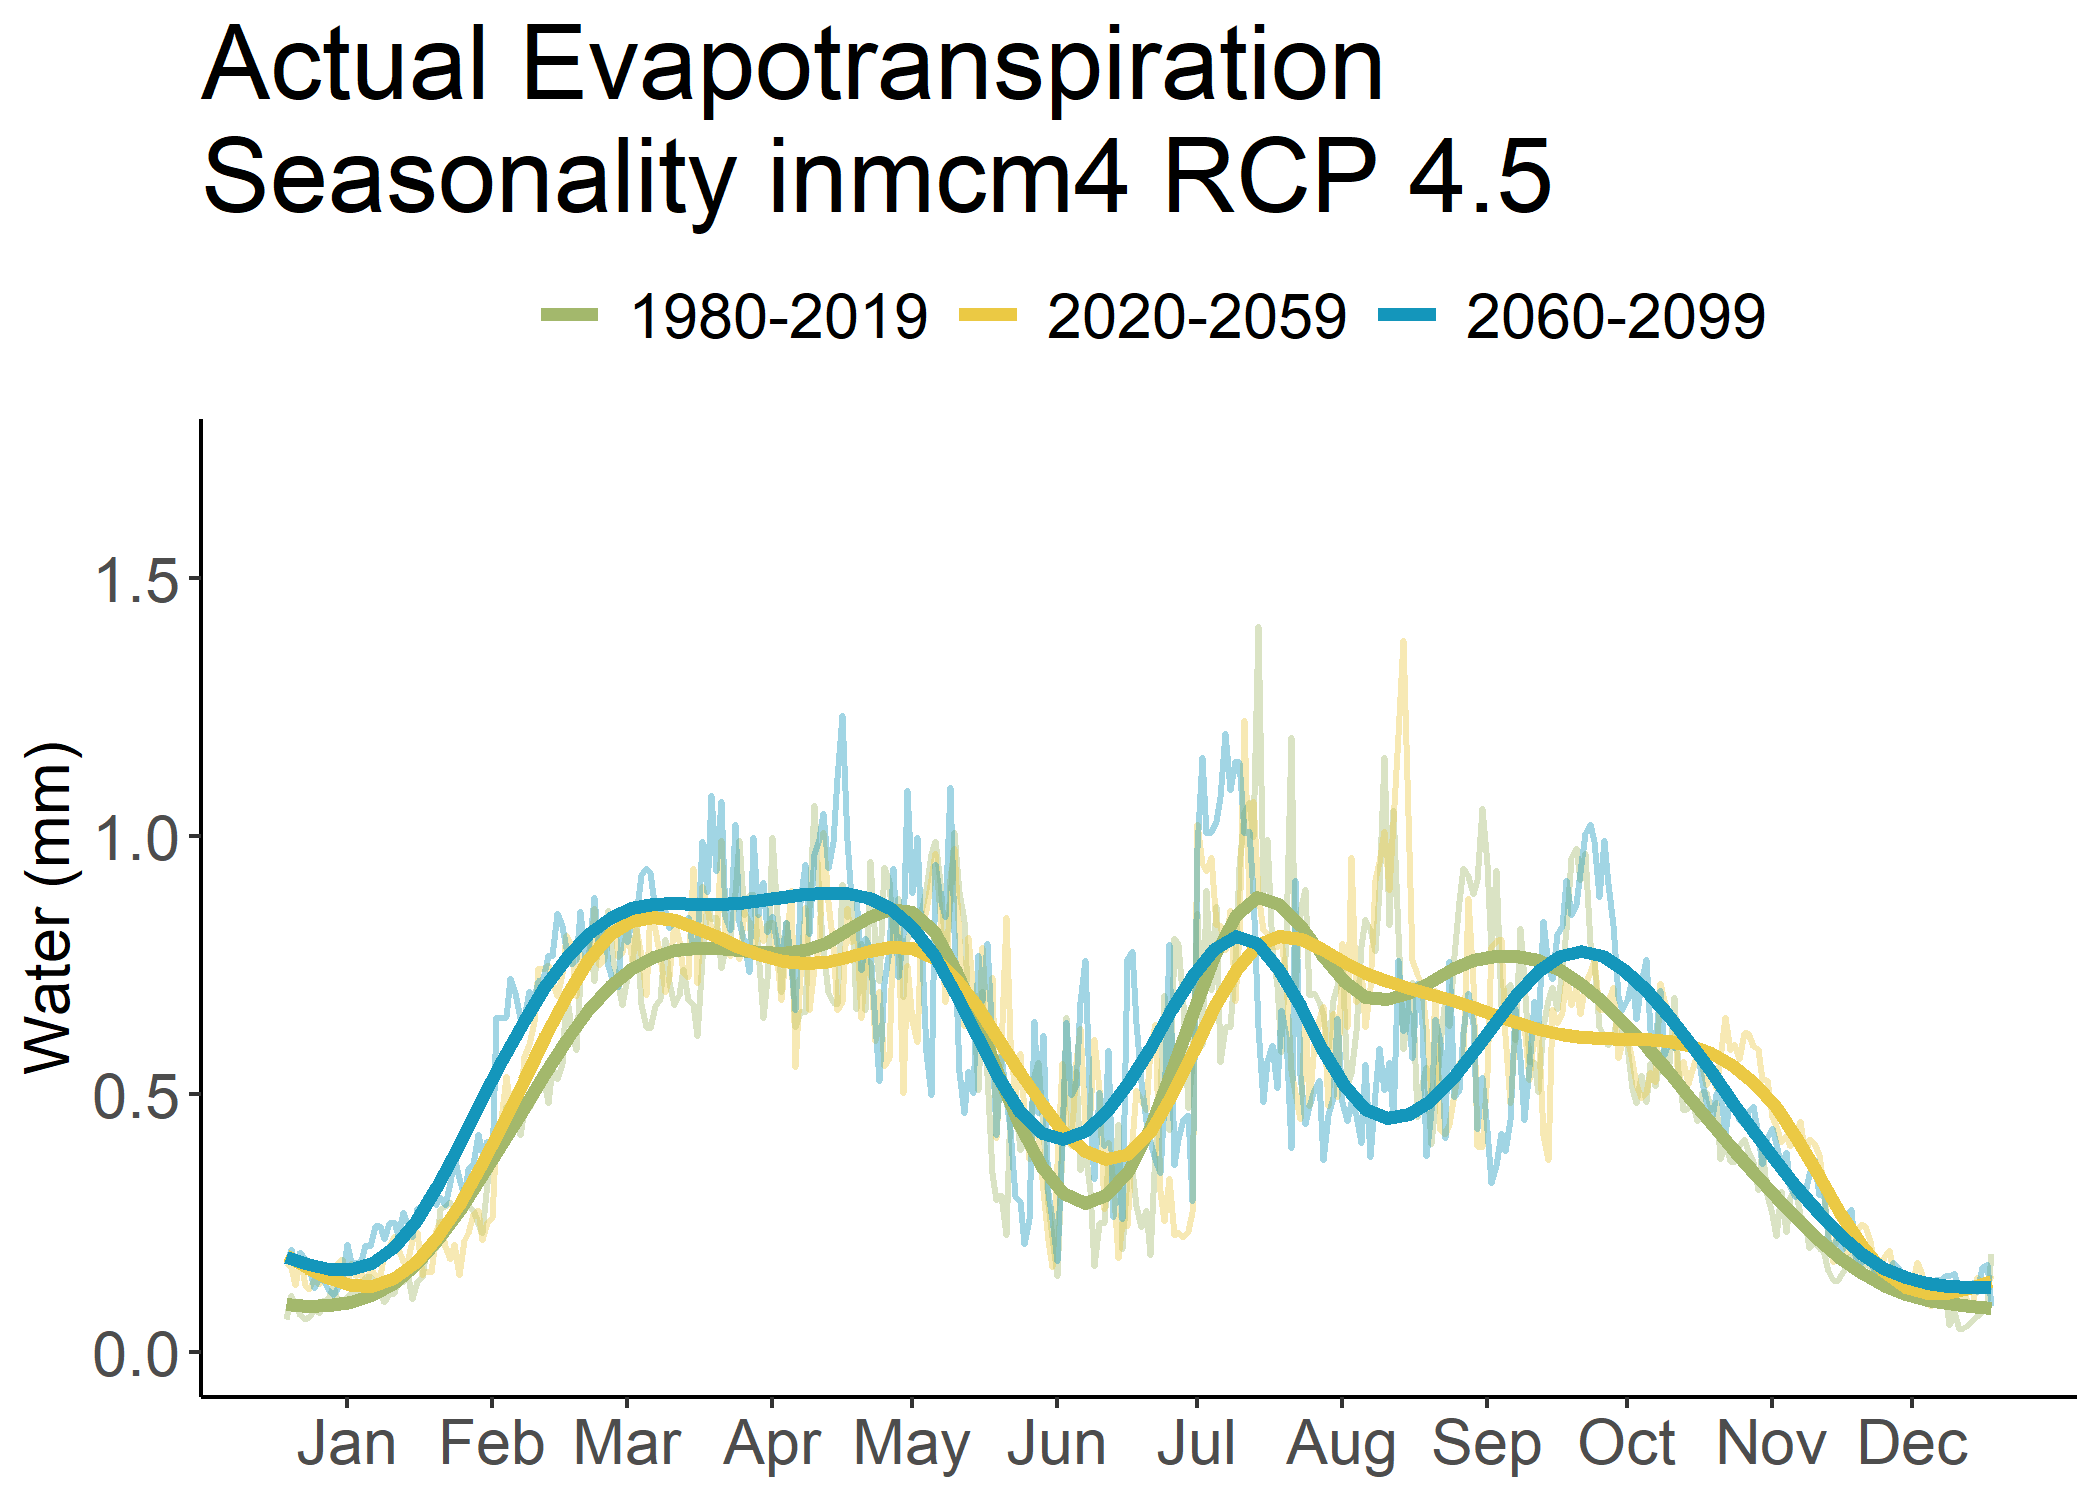 Actual Evapotranspiration
Seasonality inmcm4 RCP 4.5
1980-2019 2020-2059 2060-2099
Water (mm)
1.5
1.0
0.5
0.0
Jan Feb Mar Apr May Jun Jul Aug Sep Oct Nov Dec